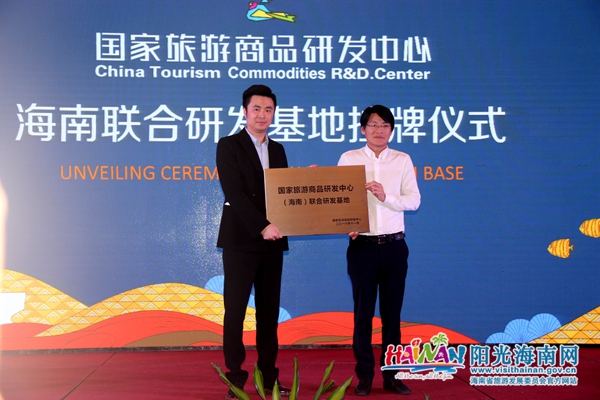 国家旅游商品研发中心
China Tourism Commodities R&D.Center
海南联合研发基地挂牌仪式
UNVEILING CEREM BASE
国家旅游商品研发中心
（海南）联合研发基地
HAINAN 阳光海南网
www.visithainan.gov.cn
海南省旅游发展委员会官方网站